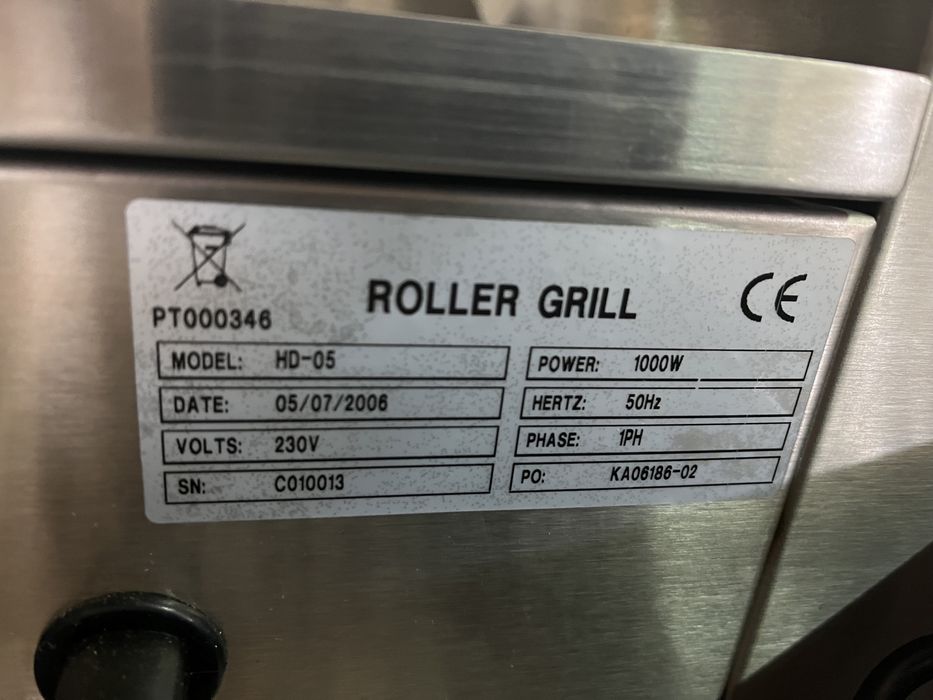 ROLLER GRILL
CE
PT000346
MODEL: HD-05
POWER: 1000W
DATE: 05/07/2006
HERTZ: 50Hz
VOLTS: 230V
PHASE: 1PH
SN: C010013
PO: KA06186-02